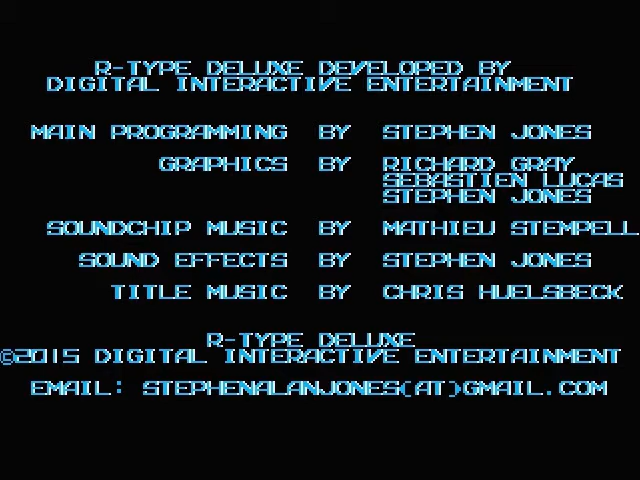 R-TYPE DELUXE DEVELOPED BY
DIGITAL INTERACTIVE ENTERTAINMENT
MAIN PROGRAMMING BY STEPHEN JONES
GRAPHICS BY RICHARD GRAY
SEBASTIEN LUCAS
STEPHEN JONES
SOUNDCHIP MUSIC BY MATHIEU STEMPELL
SOUND EFFECTS BY STEPHEN JONES
TITLE MUSIC BY CHRIS HUELSBECK
R-TYPE DELUXE
©2015 DIGITAL INTERACTIVE ENTERTAINMENT
EMAIL: STEPHENALANJONES(AT)GMAIL.COM